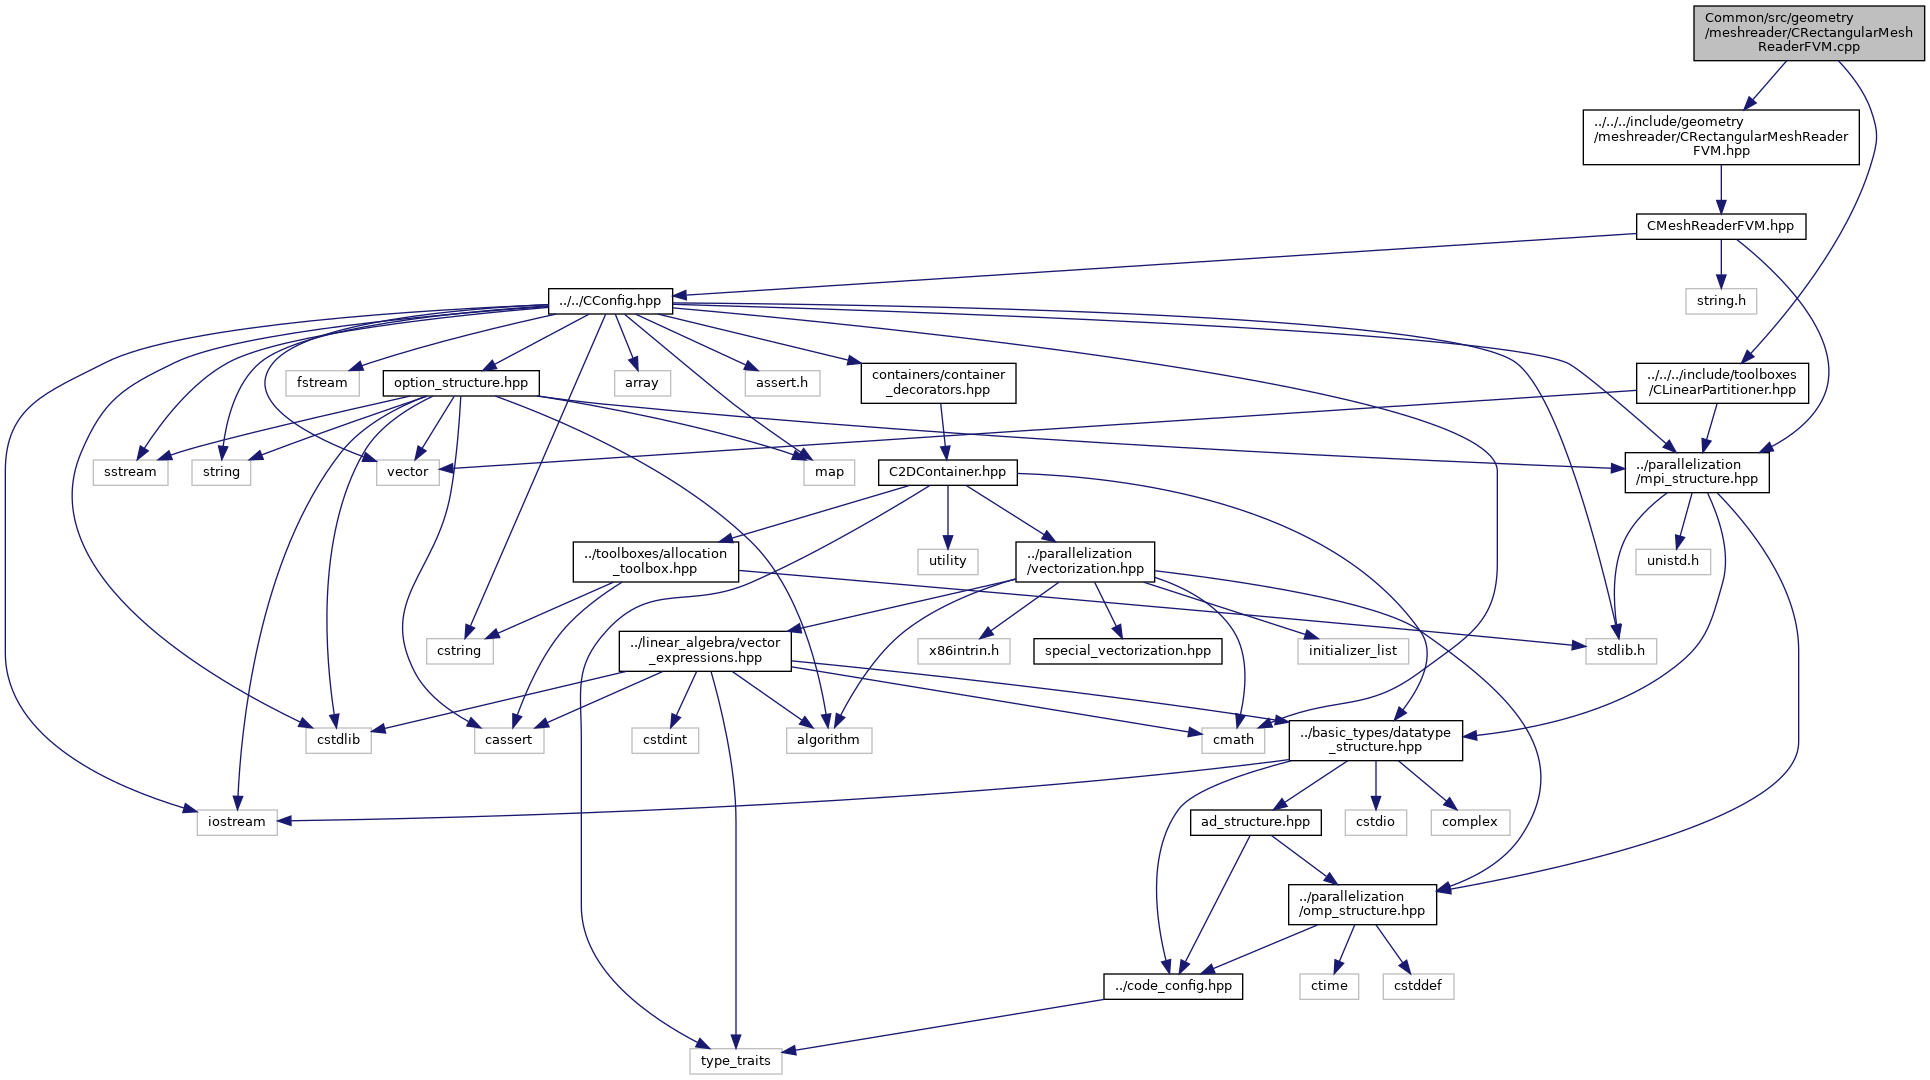 Common/src/geometry
/meshreader/CRectangularMesh
ReaderFVM.cpp
../../../include/geometry
/meshreader/CRectangularMeshReader
FVM.hpp
CMeshReaderFVM.hpp
../../CConfig.hpp
string.h
fstream
option_structure.hpp
array
assert.h
containers/container
_decorators.hpp
../../../include/toolboxes
/CLinearPartitioner.hpp
sstream
string
vector
map
C2DContainer.hpp
../parallelization
/mpi_structure.hpp
../toolboxes/allocation
_toolbox.hpp
utility
../parallelization
/vectorization.hpp
unistd.h
cstring
../linear_algebra/vector
_expressions.hpp
x86intrin.h
special_vectorization.hpp
initializer_list
stdlib.h
cstdlib
cassert
cstdint
algorithm
cmath
../basic_types/datatype
_structure.hpp
iostream
ad_structure.hpp
cstdio
complex
../parallelization
/omp_structure.hpp
../code_config.hpp
ctime
cstddef
type_traits